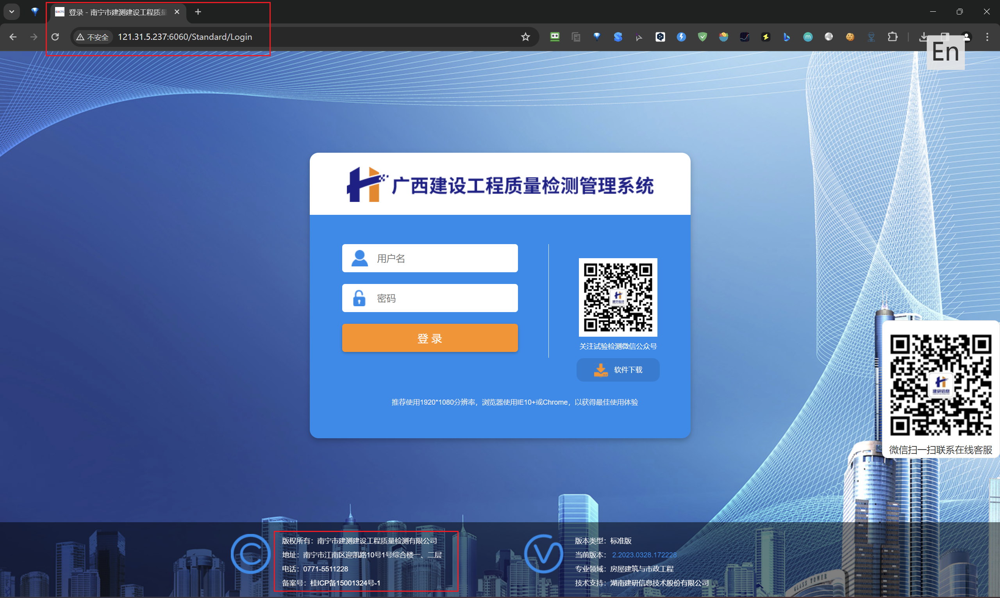 GXCTC 登录 - 南宁市建测建设工程质量
不安全 121.31.5.237:6060/Standard/Login
En
广西建设工程质量检测管理系统
用户名
密码
登 录
建研信息
关注试验检测微信公众号
软件下载
推荐使用1920*1080分辨率，浏览器使用IE10+或Chrome，以获得最佳使用体验
建研信息
微信扫一扫联系在线客服
版权所有：南宁市建测建设工程质量检测有限公司
地址：南宁市江南区迎凯路10号1号综合楼一、二层
电话：0771-5511228
备案号：桂ICP备15001324号-1
版本类型：标准版
当前版本： 2.2023.0328.172228
专业领域：房屋建筑与市政工程
技术支持：湖南建研信息技术股份有限公司
GLASS TOWER